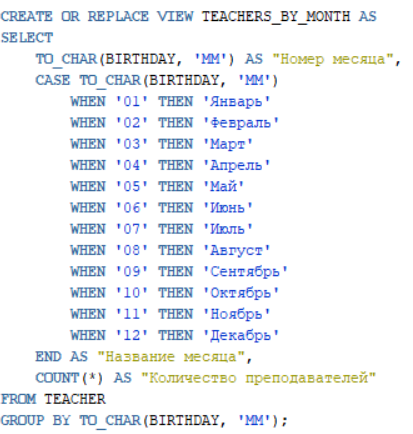 CREATE OR REPLACE VIEW TEACHERS_BY_MONTH AS
SELECT
    TO_CHAR(BIRTHDAY, 'MM') AS "Номер месяца",
    CASE TO_CHAR(BIRTHDAY, 'MM')
        WHEN '01' THEN 'Январь'
        WHEN '02' THEN 'Февраль'
        WHEN '03' THEN 'Март'
        WHEN '04' THEN 'Апрель'
        WHEN '05' THEN 'Май'
        WHEN '06' THEN 'Июнь'
        WHEN '07' THEN 'Июль'
        WHEN '08' THEN 'Август'
        WHEN '09' THEN 'Сентябрь'
        WHEN '10' THEN 'Октябрь'
        WHEN '11' THEN 'Ноябрь'
        WHEN '12' THEN 'Декабрь'
    END AS "Название месяца",
    COUNT(*) AS "Количество преподавателей"
FROM TEACHER
GROUP BY TO_CHAR(BIRTHDAY, 'MM');